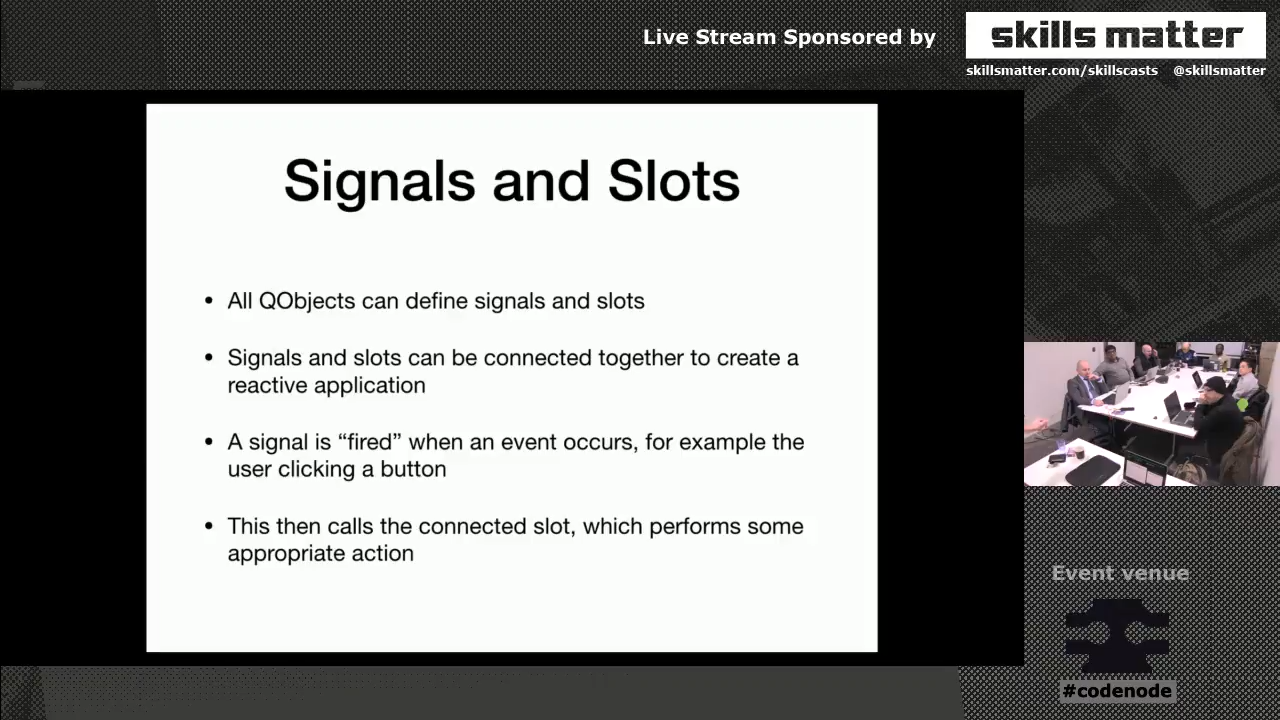 Live Stream Sponsored by
skills matter
skillsmatter.com/skillscasts @skillsmatter
Signals and Slots
• All QObjects can define signals and slots
• Signals and slots can be connected together to create a
reactive application
• A signal is “fired” when an event occurs, for example the
user clicking a button
• This then calls the connected slot, which performs some
appropriate action
Event venue
#codenode